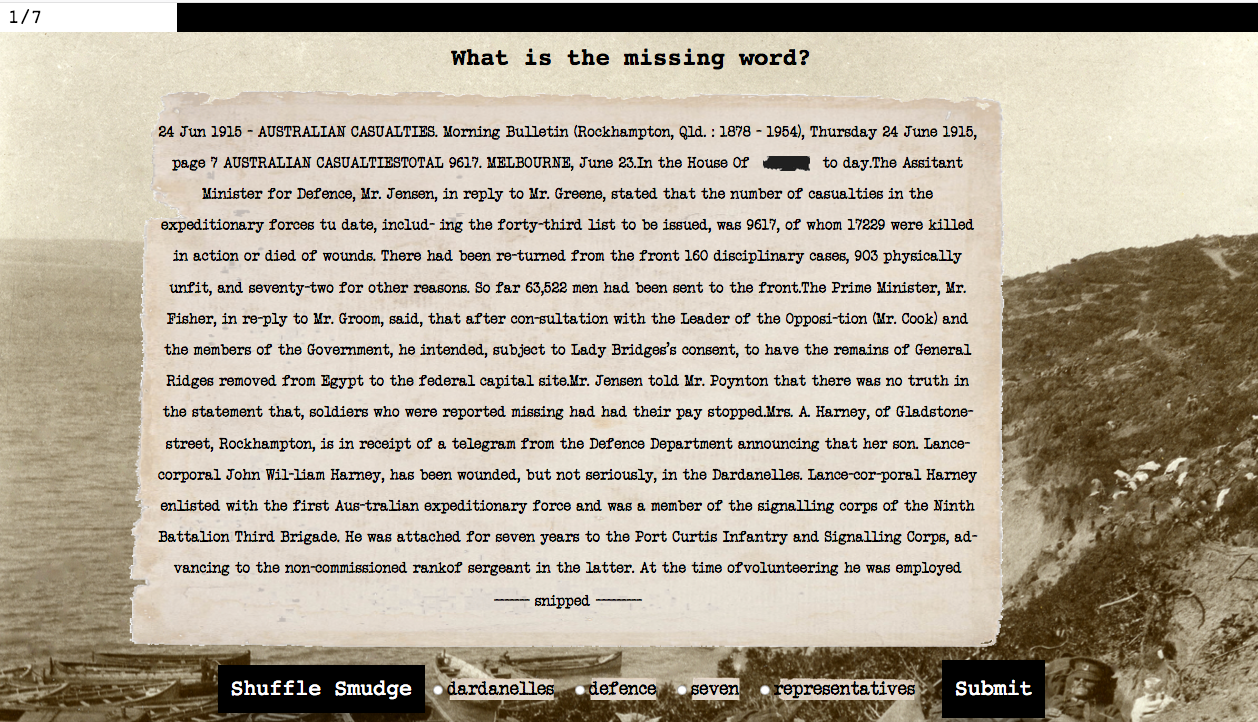 1/7
What is the missing word?
24 Jun 1915 - AUSTRALIAN CASUALTIES. Morning Bulletin (Rockhampton, Qld. : 1878 - 1954), Thursday 24 June 1915,
page 7 AUSTRALIAN CASUALTIESTOTAL 9617. MELBOURNE, June 23.In the House Of to day.The Assitant
Minister for Defence, Mr. Jensen, in reply to Mr. Greene, stated that the number of casualties in the
expeditionary forces tu date, includ- ing the forty-third list to be issued, was 9617, of whom 17229 were killed
in action or died of wounds. There had been re-turned from the front 160 disciplinary cases, 903 physically
unfit, and seventy-two for other reasons. So far 63,522 men had been sent to the front.The Prime Minister, Mr.
Fisher, in re-ply to Mr. Groom, said, that after con-sultation with the Leader of the Opposi-tion (Mr. Cook) and
the members of the Government, he intended, subject to Lady Bridges's consent, to have the remains of General
Ridges removed from Egypt to the federal capital site.Mr. Jensen told Mr. Poynton that there was no truth in
the statement that, soldiers who were reported missing had had their pay stopped.Mrs. A. Harney, of Gladstone-
street, Rockhampton, is in receipt of a telegram from the Defence Department announcing that her son. Lance-
corporal John Wil-liam Harney, has been wounded, but not seriously, in the Dardanelles. Lance-cor-poral Harney
enlisted with the first Aus-tralian expeditionary force and was a member of the signalling corps of the Ninth
Battalion Third Brigade. He was attached for seven years to the Port Curtis Infantry and Signalling Corps, ad-
vancing to the non-commissioned rankof sergeant in the latter. At the time ofvolunteering he was employed
------- snipped ---------
Shuffle Smudge dardanelles defence seven representatives Submit